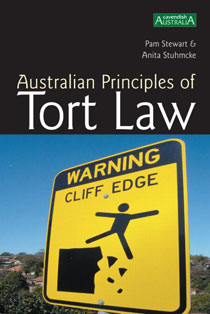 cavendish
AUSTRALIA
Pam Stewart &
Anita Stuhmcke
Australian Principles of
Tort Law
WARNING
CLIFF EDGE